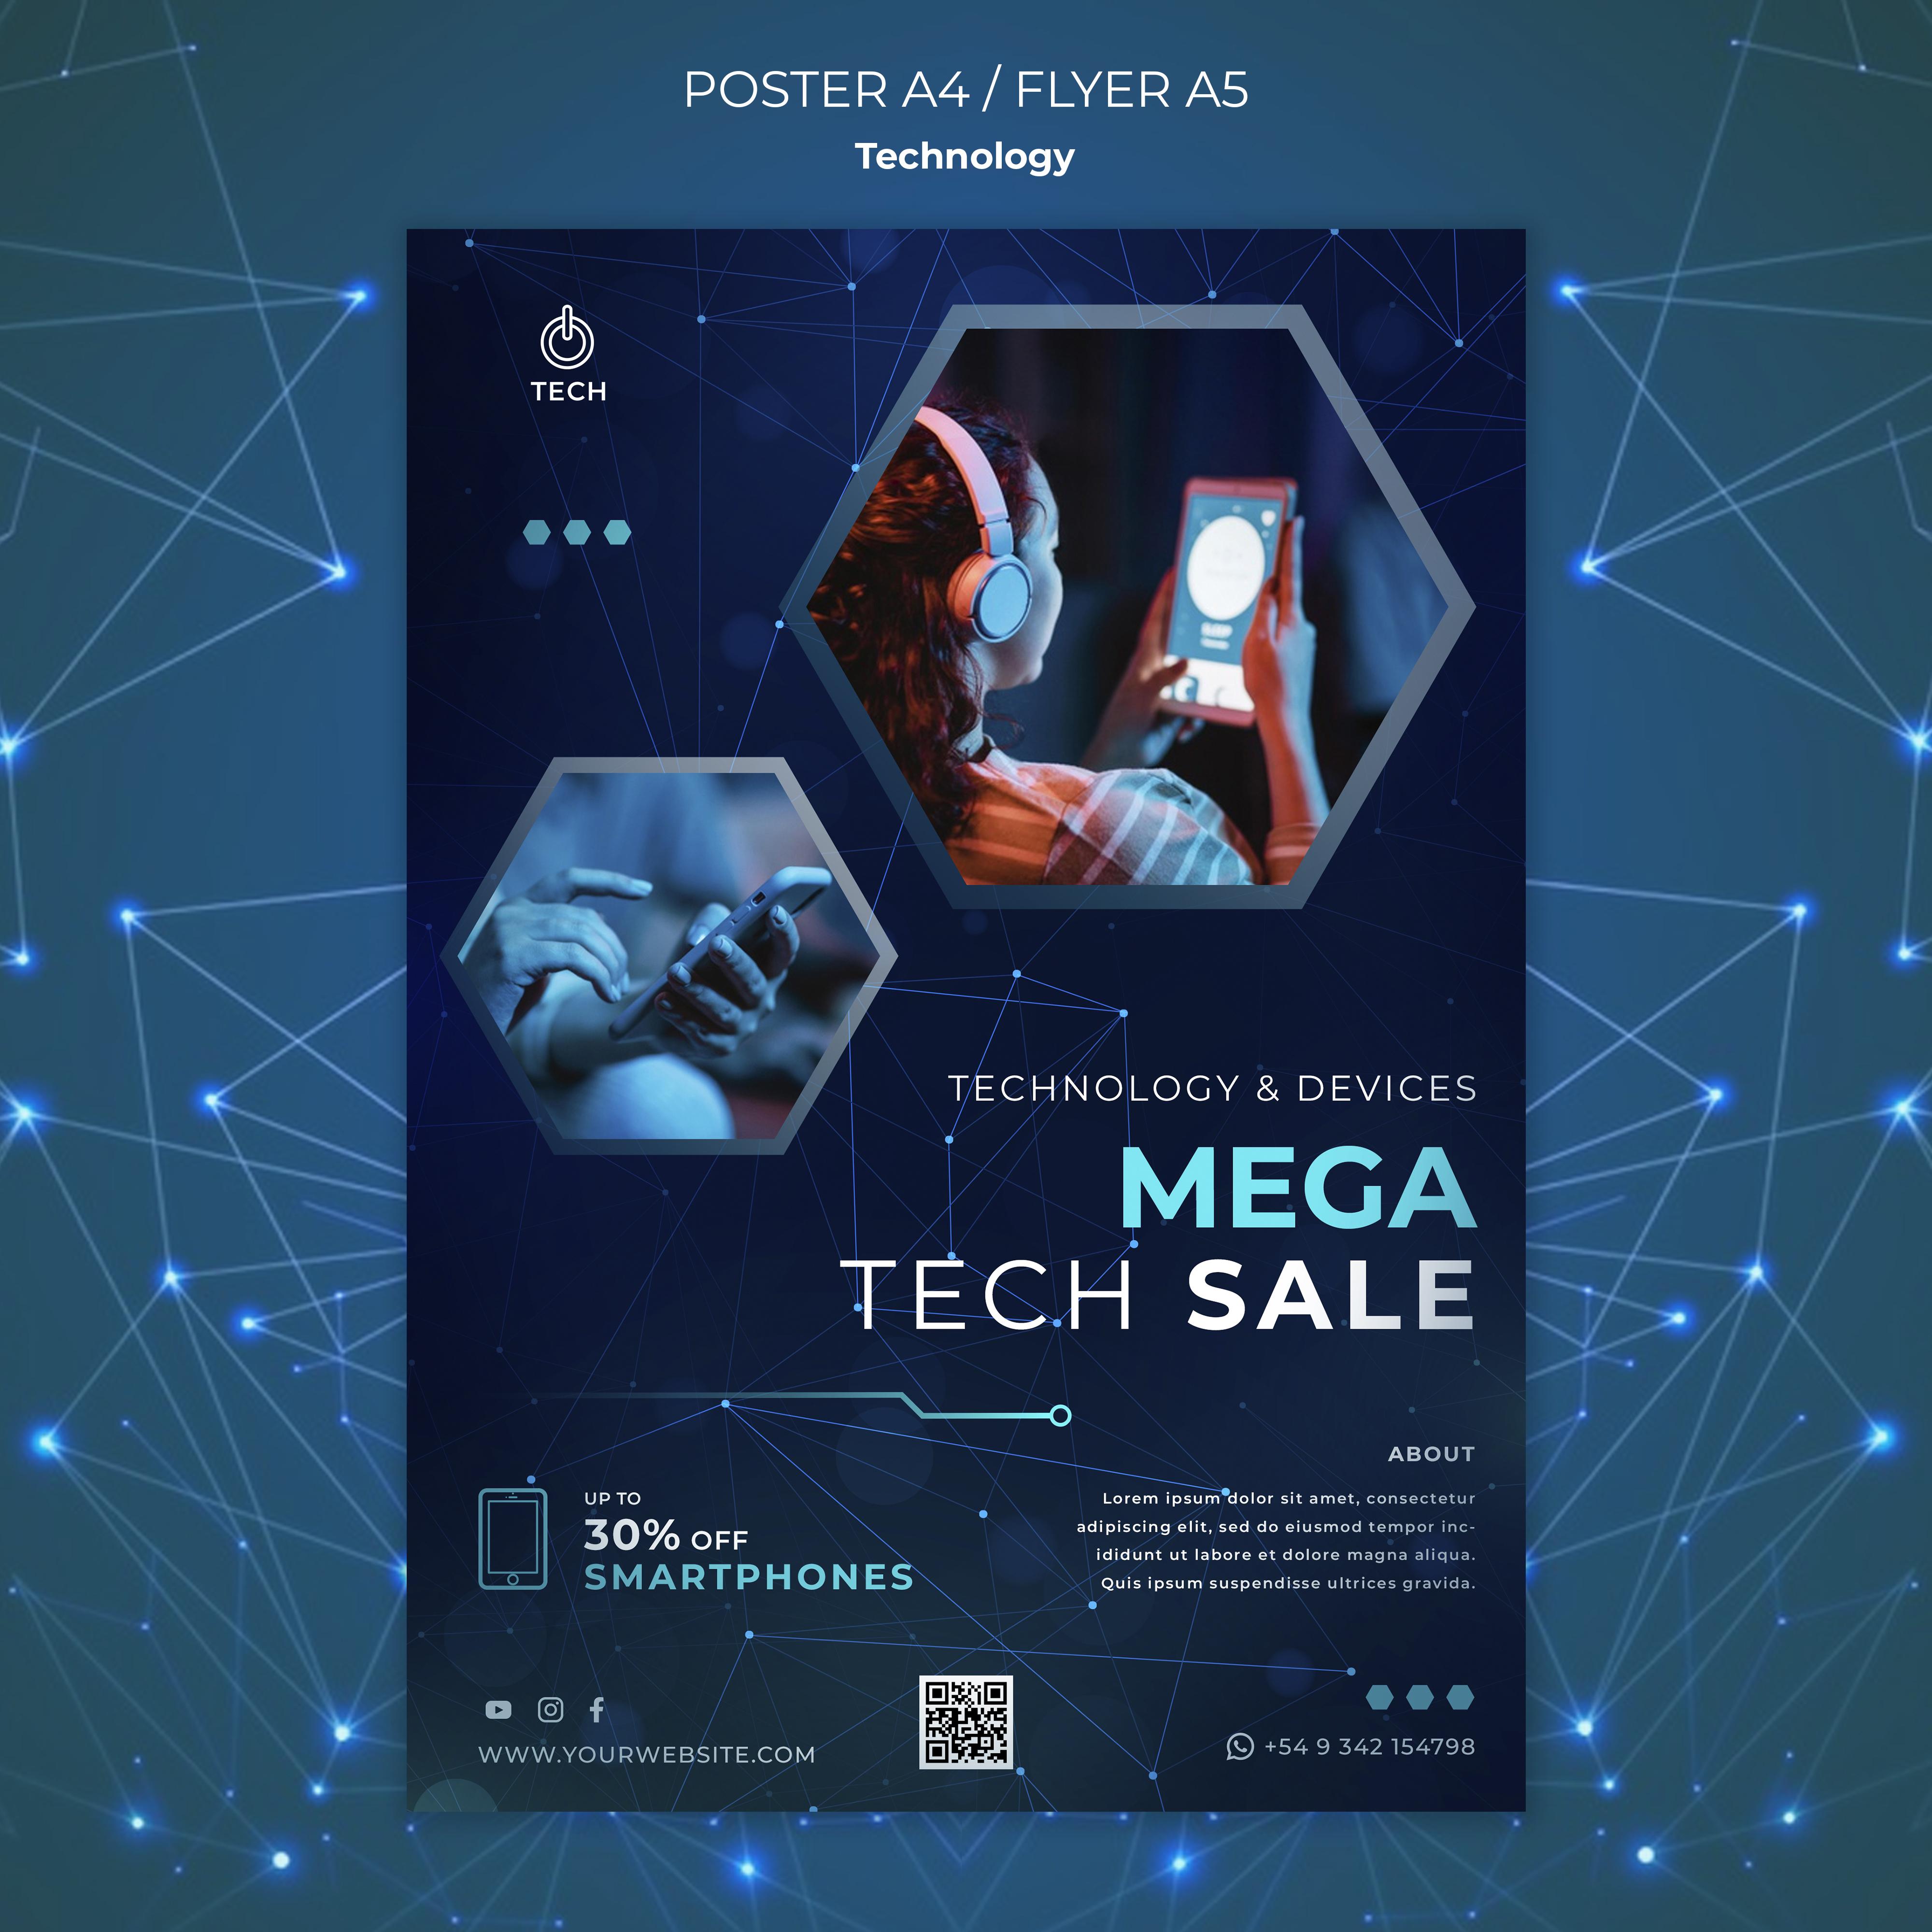 POSTER A4 / FLYER A5
Technology
TECH
TECHNOLOGY & DEVICES
MEGA
TECH SALE
ABOUT
Lorem ipsum dolor sit amet, consectetur
adipiscing elit, sed do eiusmod tempor inc-
ididunt ut labore et dolore magna aliqua.
Quis ipsum suspendisse ultrices gravida.
UP TO
30% OFF
SMARTPHONES
WWW.YOURWEBSITE.COM
+54 9 342 154798